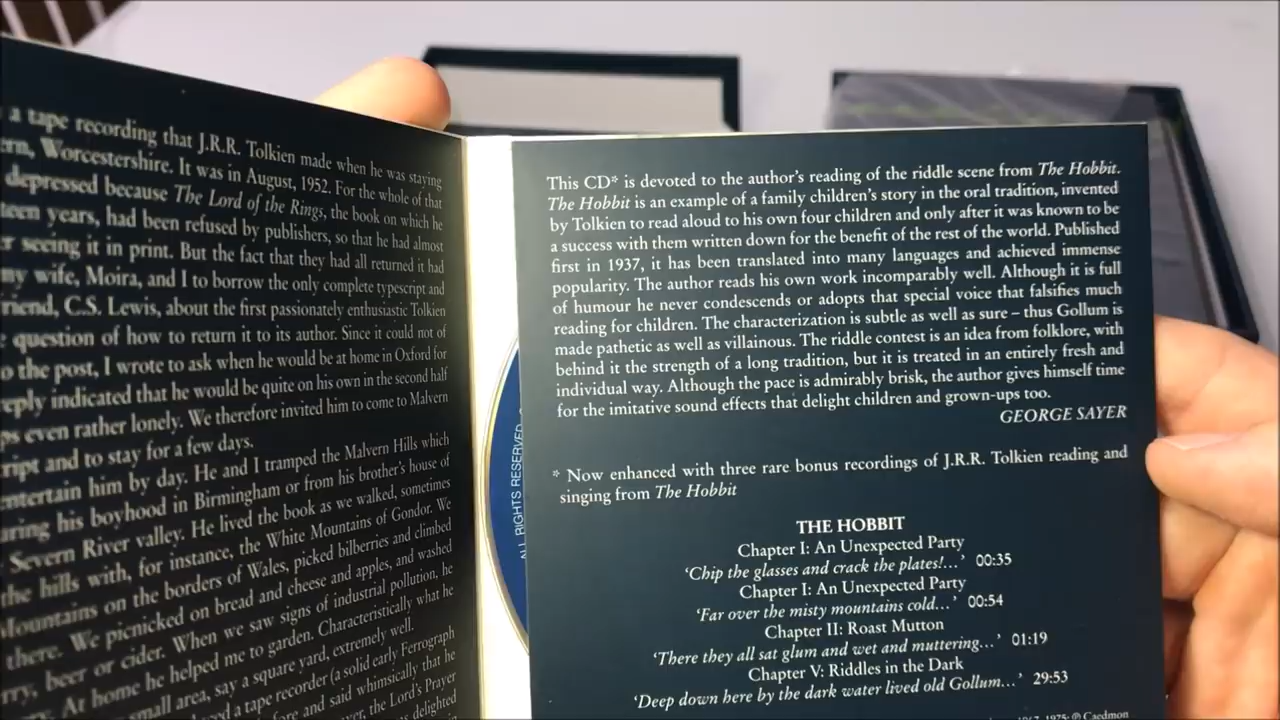 a tape recording that J.R.R. Tolkien made when he was staying
Worcestershire. It was in August, 1952. For the whole of that
depressed because The Lord of the Rings, the book on which he
years, had been refused by publishers, so that he had almost
seeing it in print. But the fact that they had all returned it had
my wife, Moira, and I to borrow the only complete typescript and
friend, C.S. Lewis, about the first passionately enthusiastic Tolkien
question of how to return it to its author. Since it could not
to the post, I wrote to ask when he would be at home in Oxford for
reply indicated that he would be quite on his own in the second half
even rather lonely. We therefore invited him to come to Malvern
and to stay for a few days.
entertain him by day. He and I tramped the Malvern Hills which
during his boyhood in Birmingham or from his brother's house of
Severn River valley. He lived the book as we walked, sometimes
the hills with, for instance, the White Mountains of Gondor. We
Mountains on the borders of Wales, picked bilberries and climbed
there. We picnicked on bread and cheese and apples, and washed
beer or cider. When we saw signs of industrial pollution, he
At home he helped me to garden. Characteristically what he
small area, say a square yard, extremely well.
a tape recorder (a solid early Ferrograph
and said whimsically that he
the Lord's Prayer
delighted
ALL RIGHTS RESERVED
This CD* is devoted to the author's reading of the riddle scene from The Hobbit.
The Hobbit is an example of a family children's story in the oral tradition, invented
by Tolkien to read aloud to his own four children and only after it was known to be
a success with them written down for the benefit of the rest of the world. Published
first in 1937, it has been translated into many languages and achieved immense
popularity. The author reads his own work incomparably well. Although it is full
of humour he never condescends or adopts that special voice that falsifies much
reading for children. The characterization is subtle as well as sure – thus Gollum is
made pathetic as well as villainous. The riddle contest is an idea from folklore, with
behind it the strength of a long tradition, but it is treated in an entirely fresh and
individual way. Although the pace is admirably brisk, the author gives himself time
for the imitative sound effects that delight children and grown-ups too.
GEORGE SAYER
* Now enhanced with three rare bonus recordings of J.R.R. Tolkien reading and
singing from The Hobbit
THE HOBBIT
Chapter I: An Unexpected Party
'Chip the glasses and crack the plates!...' 00:35
Chapter I: An Unexpected Party
'Far over the misty mountains cold...' 00:54
Chapter II: Roast Mutton
'There they all sat glum and wet and muttering...' 01:19
Chapter V: Riddles in the Dark
'Deep down here by the dark water lived old Gollum...' 29:53
1975; ℗ Caedmon